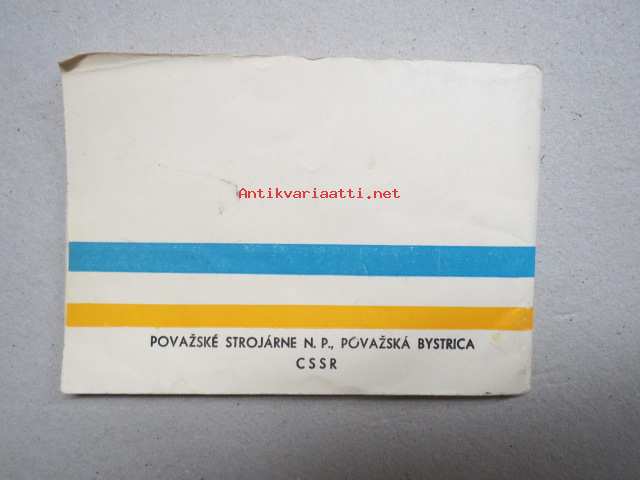 Antikvariaatti.net
POVAŽSKÉ STROJÁRNE N. P., POVAŽSKÁ BYSTRICA
CSSR